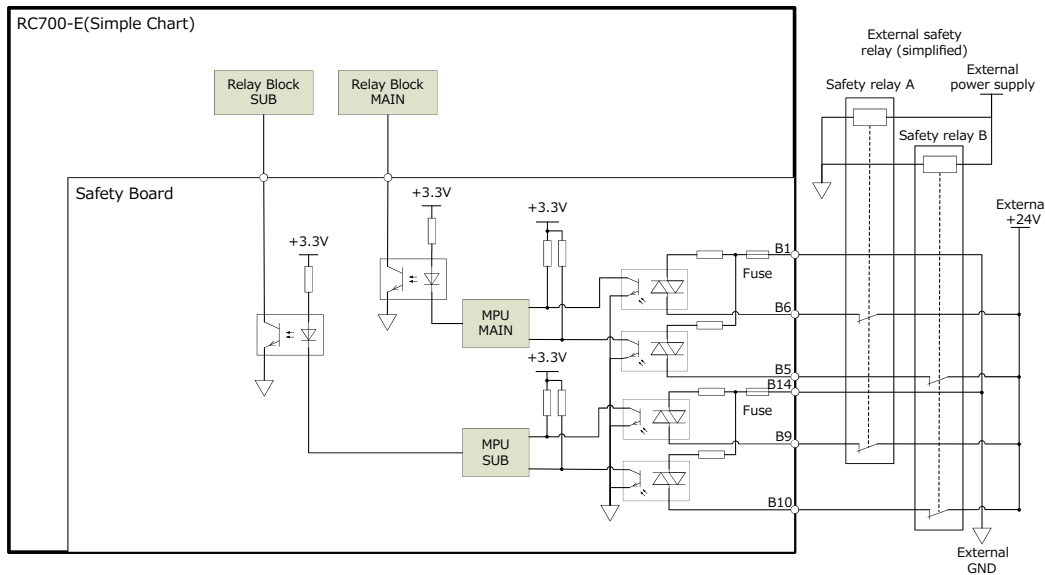 RC700-E(Simple Chart)
External safety
relay (simplified)
External
power supply
Safety relay A
Safety relay B
Relay Block
SUB
Relay Block
MAIN
Safety Board
+3.3V
+3.3V
+3.3V
Externa
+24V
B1
Fuse
B6
MPU
MAIN
+3.3V
B5
B14
Fuse
B9
MPU
SUB
B10
External
GND